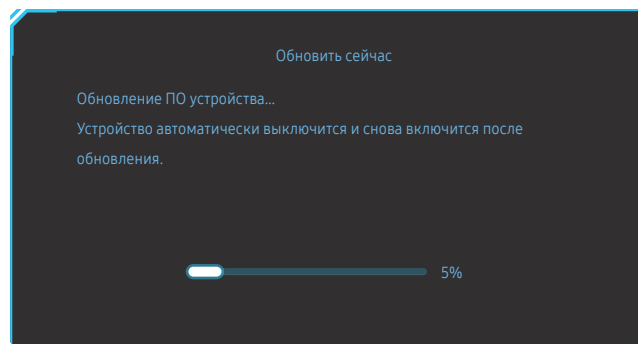 Обновить сейчас
Обновление ПО устройства...
Устройство автоматически выключится и снова включится после
обновления.
5%